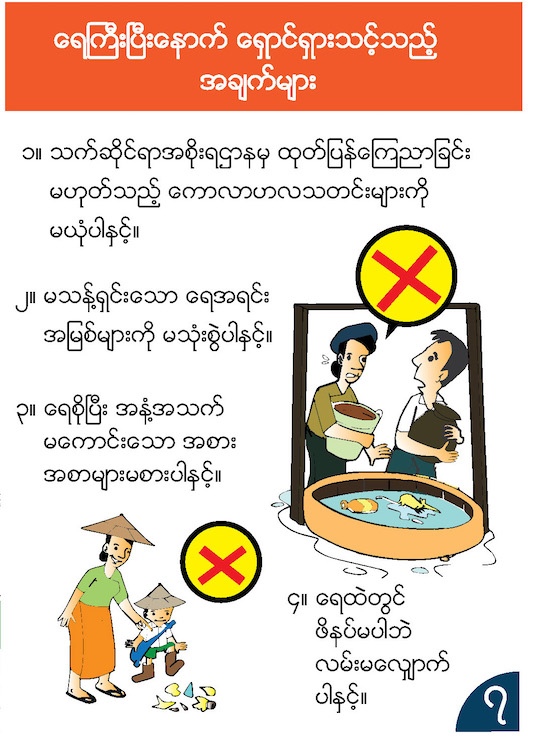 ရေကြီးပြီးနောက် ရှောင်ရှားသင့်သည့်
အချက်များ
၁။ သက်ဆိုင်ရာအစိုးရဌာနမှ ထုတ်ပြန်ကြေညာခြင်း
မဟုတ်သည့် ကောလာဟလသတင်းများကို
မယုံပါနှင့်။
၂။ မသန့်ရှင်းသော ရေအရင်း
အမြစ်များကို မသုံးစွဲပါနှင့်။
၃။ ရေစိုပြီး အနံ့အသက်
မကောင်းသော အစား
အစာများမစားပါနှင့်။
၄။ ရေထဲတွင်
ဖိနပ်မပါဘဲ
လမ်းမလျှောက်
ပါနှင့်။
၇